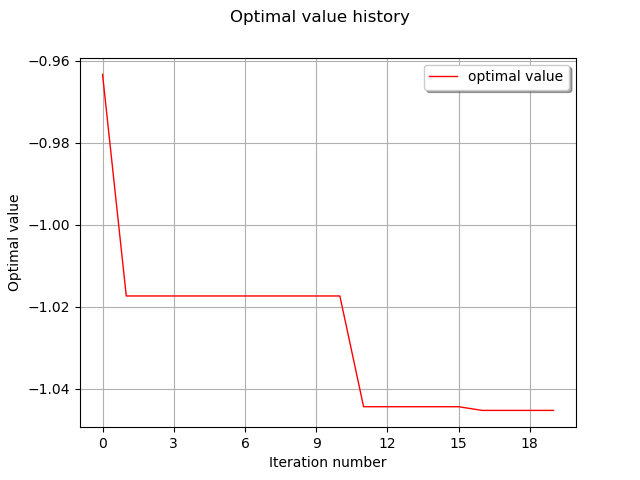 Optimal value history
optimal value
−0.96
−0.98
−1.00
−1.02
−1.04
Optimal value
0 3 6 9 12 15 18
Iteration number